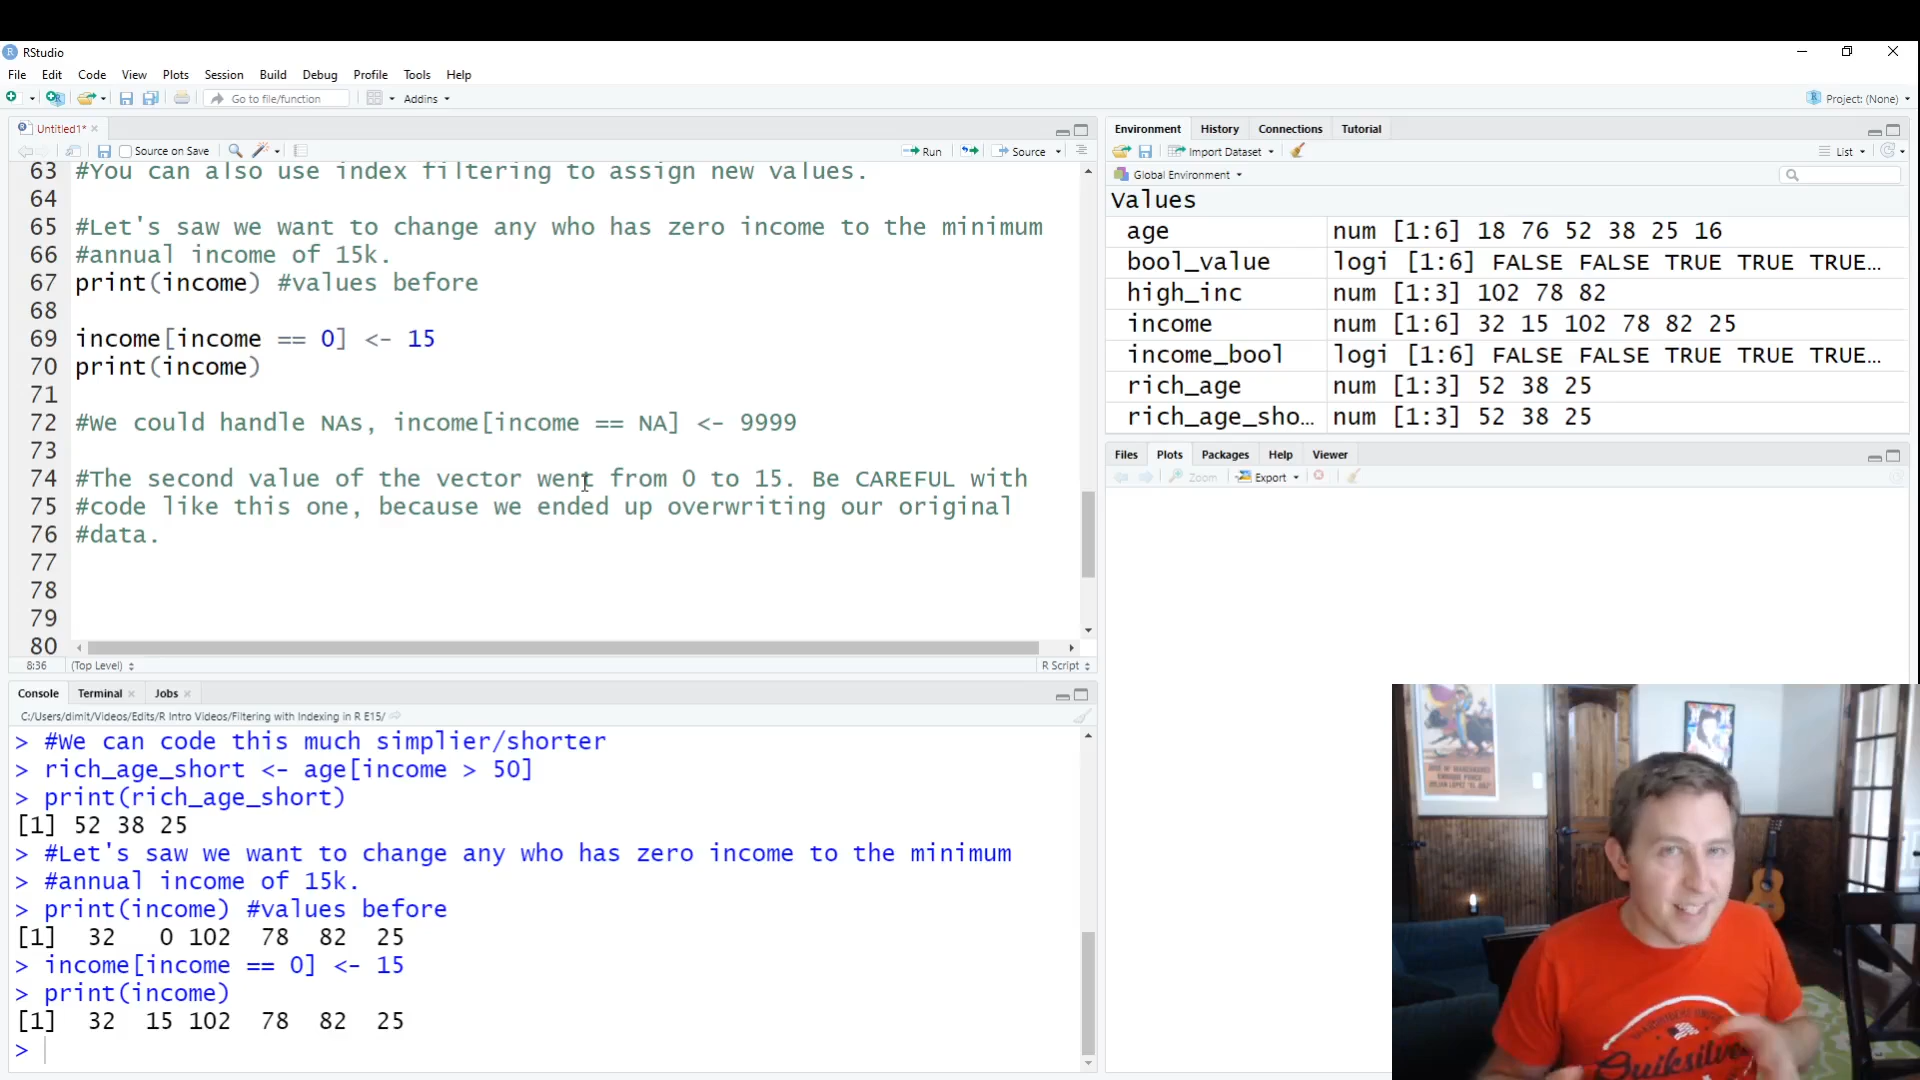 RStudio
File Edit Code View Plots Session Build Debug Profile Tools Help
Go to file/function Addins Project: (None)
Untitled1*
Source on Save Run Source
63 #You can also use index filtering to assign new values.
64
65 #Let's saw we want to change any who has zero income to the minimum
66 #annual income of 15k.
67 print(income) #values before
68
69 income[income == 0] <- 15
70 print(income)
71
72 #We could handle NAs, income[income == NA] <- 9999
73
74 #The second value of the vector went from 0 to 15. Be CAREFUL with
75 #code like this one, because we ended up overwriting our original
76 #data.
77
78
79
80
8:36 (Top Level) R Script
Console Terminal Jobs
C:/Users/dimit/Videos/Edits/R Intro Videos/Filtering with Indexing in R E15/
> #We can code this much simplier/shorter
> rich_age_short <- age[income > 50]
> print(rich_age_short)
[1] 52 38 25
> #Let's saw we want to change any who has zero income to the minimum
> #annual income of 15k.
> print(income) #values before
[1] 32 0 102 78 82 25
> income[income == 0] <- 15
> print(income)
[1] 32 15 102 78 82 25
>
Environment History Connections Tutorial
Import Dataset List
Global Environment
Values
age num [1:6] 18 76 52 38 25 16
bool_value logi [1:6] FALSE FALSE TRUE TRUE TRUE…
high_inc num [1:3] 102 78 82
income num [1:6] 32 15 102 78 82 25
income_bool logi [1:6] FALSE FALSE TRUE TRUE TRUE…
rich_age num [1:3] 52 38 25
rich_age_sho… num [1:3] 52 38 25
Files Plots Packages Help Viewer
Zoom Export
Quiksilver